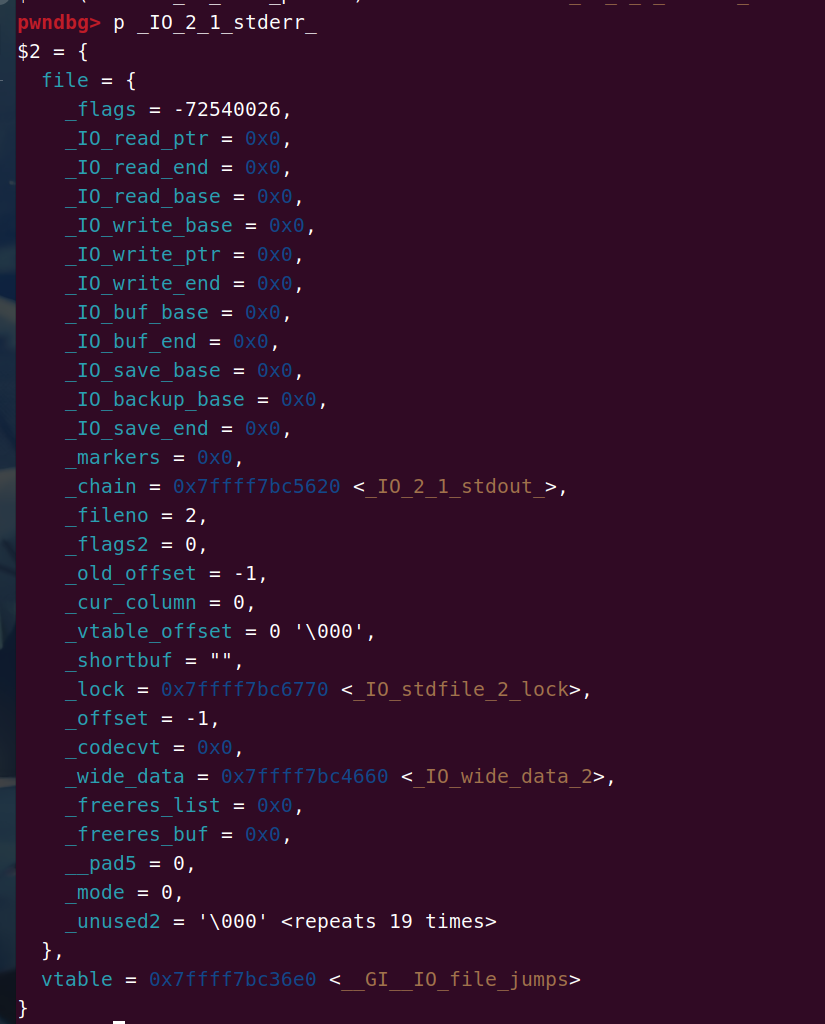 pwndbg> p _IO_2_1_stderr_
$2 = {
  file = {
    _flags = -72540026,
    _IO_read_ptr = 0x0,
    _IO_read_end = 0x0,
    _IO_read_base = 0x0,
    _IO_write_base = 0x0,
    _IO_write_ptr = 0x0,
    _IO_write_end = 0x0,
    _IO_buf_base = 0x0,
    _IO_buf_end = 0x0,
    _IO_save_base = 0x0,
    _IO_backup_base = 0x0,
    _IO_save_end = 0x0,
    _markers = 0x0,
    _chain = 0x7ffff7bc5620 <_IO_2_1_stdout_>,
    _fileno = 2,
    _flags2 = 0,
    _old_offset = -1,
    _cur_column = 0,
    _vtable_offset = 0 '\000',
    _shortbuf = "",
    _lock = 0x7ffff7bc6770 <_IO_stdfile_2_lock>,
    _offset = -1,
    _codecvt = 0x0,
    _wide_data = 0x7ffff7bc4660 <_IO_wide_data_2>,
    _freeres_list = 0x0,
    _freeres_buf = 0x0,
    __pad5 = 0,
    _mode = 0,
    _unused2 = '\000' <repeats 19 times>
  },
  vtable = 0x7ffff7bc36e0 <__GI__IO_file_jumps>
}